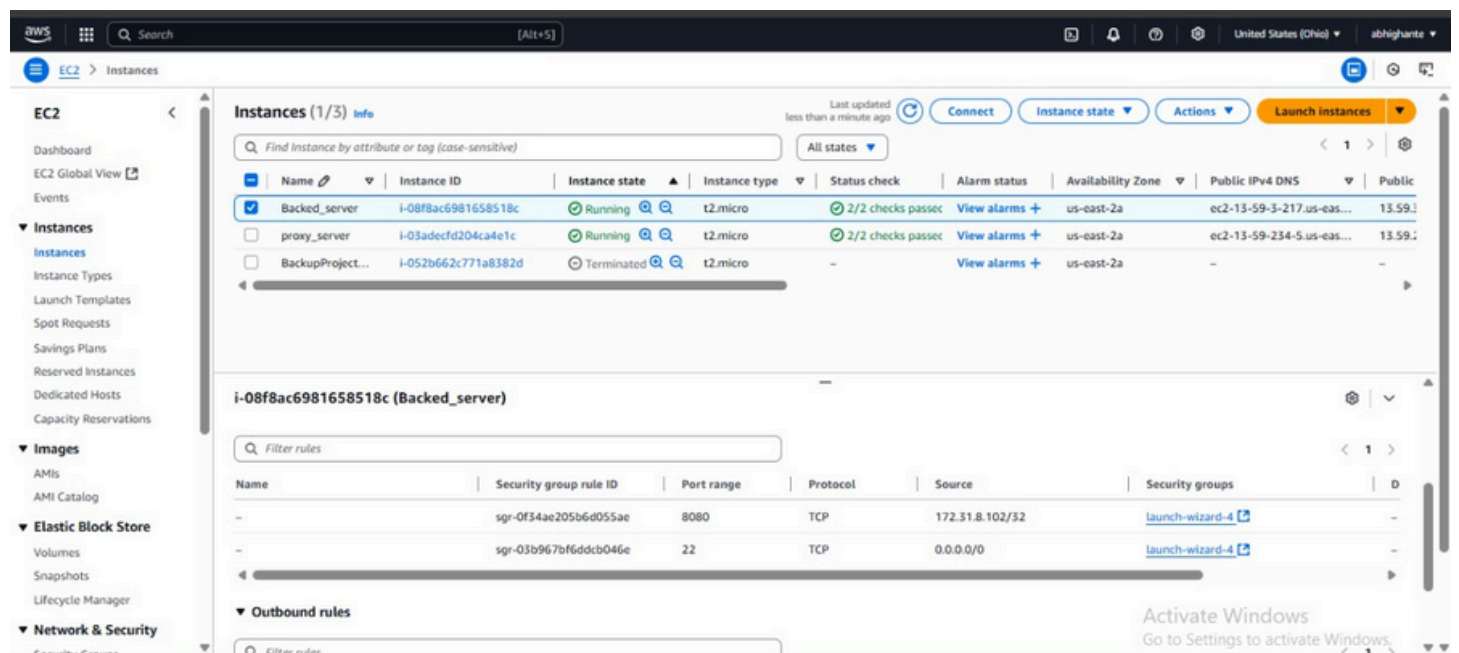 aws Search [Alt+S] United States (Ohio) abhighante
EC2 > Instances
EC2
Dashboard
EC2 Global View
Events
Instances
Instances
Instance Types
Launch Templates
Spot Requests
Savings Plans
Reserved Instances
Dedicated Hosts
Capacity Reservations
Images
AMIs
AMI Catalog
Elastic Block Store
Volumes
Snapshots
Lifecycle Manager
Network & Security
Instances (1/3) Info
Last updated
less than a minute ago
Connect Instance state Actions Launch instances
Find Instance by attribute or tag (case-sensitive) All states 1
Name Instance ID Instance state Instance type Status check Alarm status Availability Zone Public IPv4 DNS Public
Backed_server i-08f8ac6981658518c Running t2.micro 2/2 checks passec View alarms + us-east-2a ec2-13-59-3-217.us-eas... 13.59.3
proxy_server i-03adecfd204ca4e1c Running t2.micro 2/2 checks passec View alarms + us-east-2a ec2-13-59-234-5.us-eas... 13.59.2
BackupProject... i-052b662c771a8382d Terminated t2.micro – View alarms + us-east-2a – –
i-08f8ac6981658518c (Backed_server)
Filter rules 1
Name Security group rule ID Port range Protocol Source Security groups D
– sgr-0f34ae205b6d055ae 8080 TCP 172.31.8.102/32 launch-wizard-4 –
– sgr-03b967bf6ddcb046e 22 TCP 0.0.0.0/0 launch-wizard-4 –
Outbound rules
Filter rules 1
Activate Windows
Go to Settings to activate Windows.